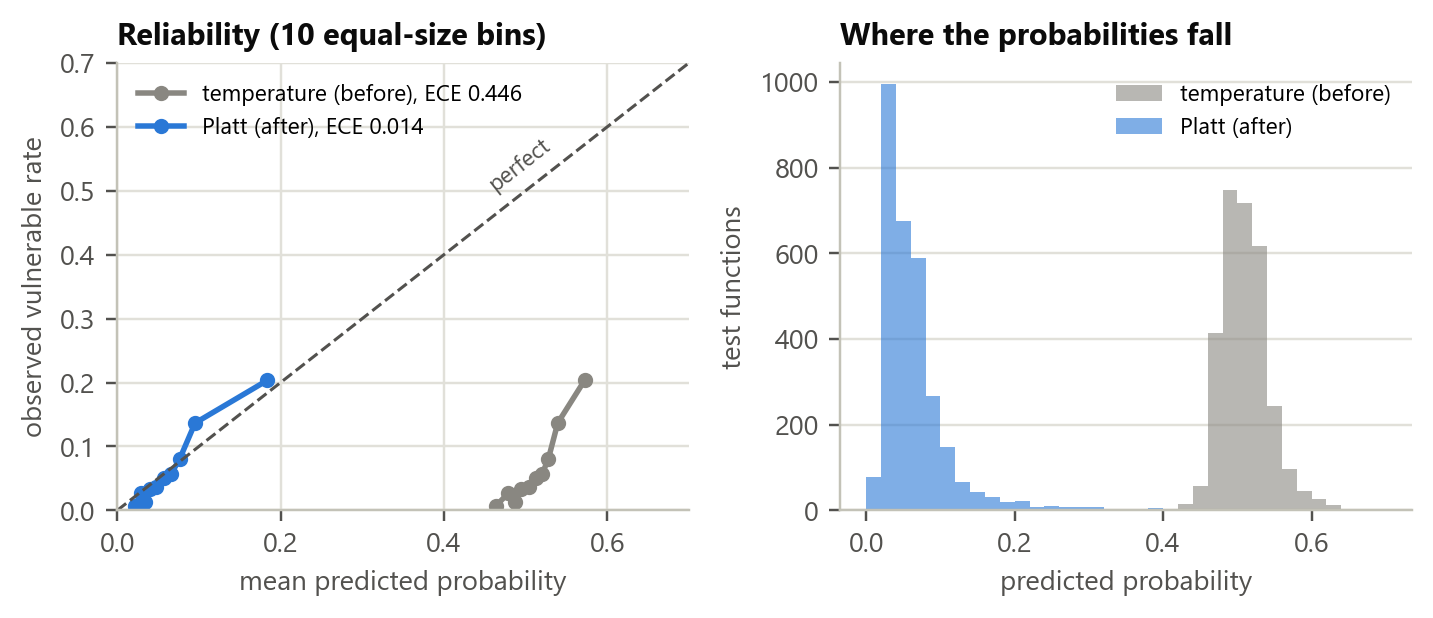 Reliability (10 equal-size bins)
0.7
0.6
0.5
0.4
0.3
0.2
0.1
0.0
observed vulnerable rate
temperature (before), ECE 0.446
Platt (after), ECE 0.014
perfect
0.0 0.2 0.4 0.6
mean predicted probability
Where the probabilities fall
1000
800
600
400
200
0
test functions
temperature (before)
Platt (after)
0.0 0.2 0.4 0.6
predicted probability